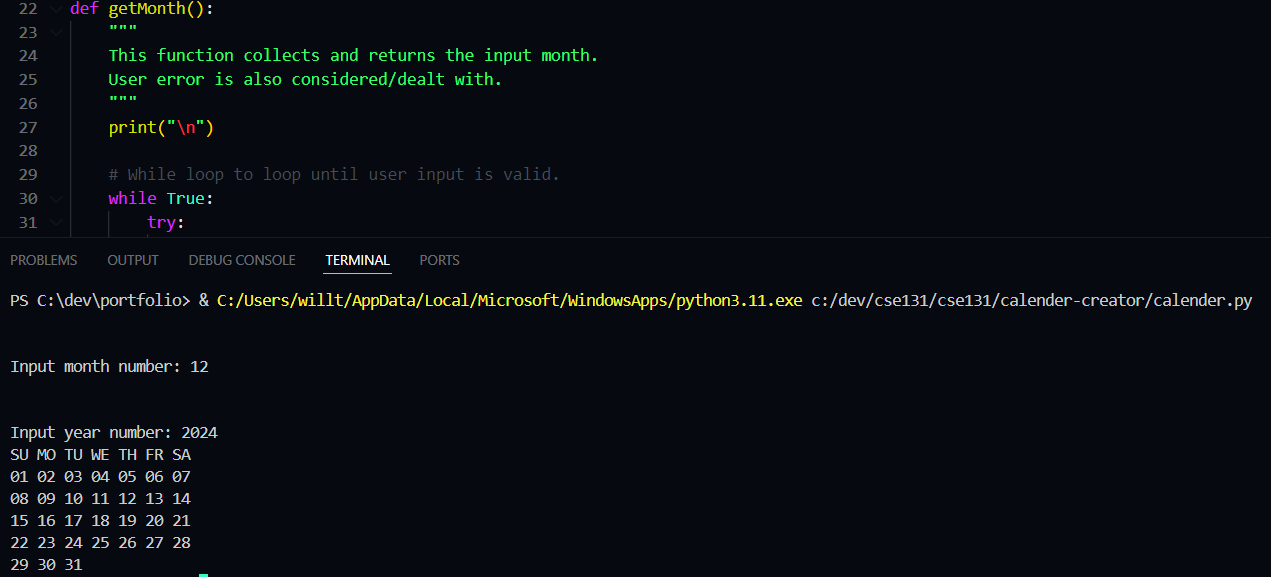 22 def getMonth():
23 """
24 This function collects and returns the input month.
25 User error is also considered/dealt with.
26 """
27 print("\n")
28
29 # While loop to loop until user input is valid.
30 while True:
31 try:
PROBLEMS OUTPUT DEBUG CONSOLE TERMINAL PORTS
PS C:\dev\portfolio> & C:/Users/willt/AppData/Local/Microsoft/WindowsApps/python3.11.exe c:/dev/cse131/cse131/calender-creator/calender.py
Input month number: 12
Input year number: 2024
SU MO TU WE TH FR SA
01 02 03 04 05 06 07
08 09 10 11 12 13 14
15 16 17 18 19 20 21
22 23 24 25 26 27 28
29 30 31